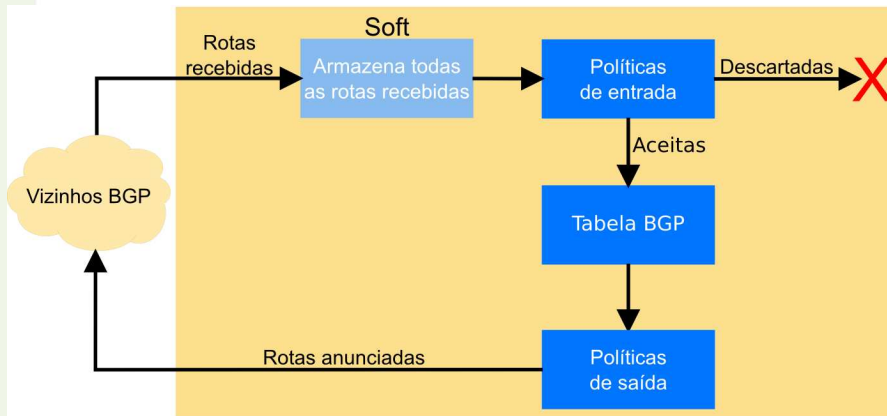 Soft
Rotas
recebidas
Armazena todas
as rotas recebidas
Políticas
de entrada
Descartadas
X
Aceitas
Vizinhos BGP
Tabela BGP
Rotas anunciadas
Políticas
de saída